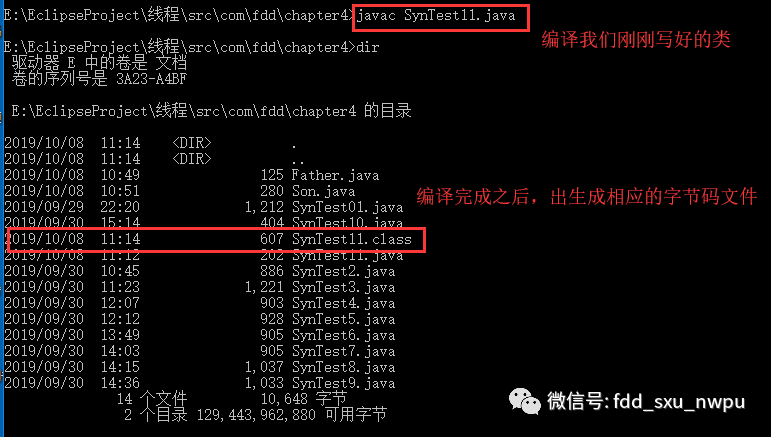 E:\EclipseProject\线程\src\com\fdd\chapter4>javac SynTest11.java
编译我们刚刚写好的类
E:\EclipseProject\线程\src\com\fdd\chapter4>dir
驱动器 E 中的卷是 文档
卷的序列号是 3A23-A4BF
E:\EclipseProject\线程\src\com\fdd\chapter4 的目录
2019/10/08 11:14 <DIR> .
2019/10/08 11:14 <DIR> ..
2019/10/08 10:49 125 Father.java
2019/10/08 10:51 280 Son.java
编译完成之后，出生成相应的字节码文件
2019/09/29 22:20 1,212 SynTest01.java
2019/09/30 15:14 404 SynTest10.java
2019/10/08 11:14 607 SynTest11.class
2019/10/08 11:12 202 SynTest11.java
2019/09/30 10:45 886 SynTest2.java
2019/09/30 11:23 1,221 SynTest3.java
2019/09/30 12:07 903 SynTest4.java
2019/09/30 12:12 928 SynTest5.java
2019/09/30 13:49 905 SynTest6.java
2019/09/30 14:03 905 SynTest7.java
2019/09/30 14:15 1,037 SynTest8.java
2019/09/30 14:36 1,033 SynTest9.java
14 个文件 10,648 字节
2 个目录 129,443,962,880 可用字节
微信号: fdd_sxu_nwpu